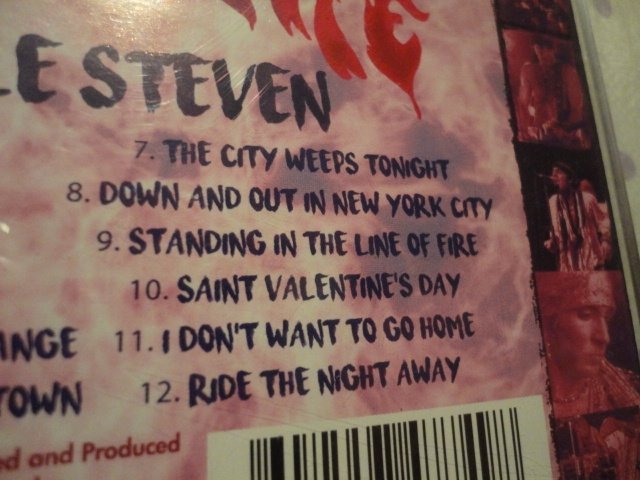 LE STEVEN
7. THE CITY WEEPS TONIGHT
8. DOWN AND OUT IN NEW YORK CITY
9. STANDING IN THE LINE OF FIRE
10. SAINT VALENTINE'S DAY
ANGE 11. I DON'T WANT TO GO HOME
TOWN 12. RIDE THE NIGHT AWAY
ed and Produced